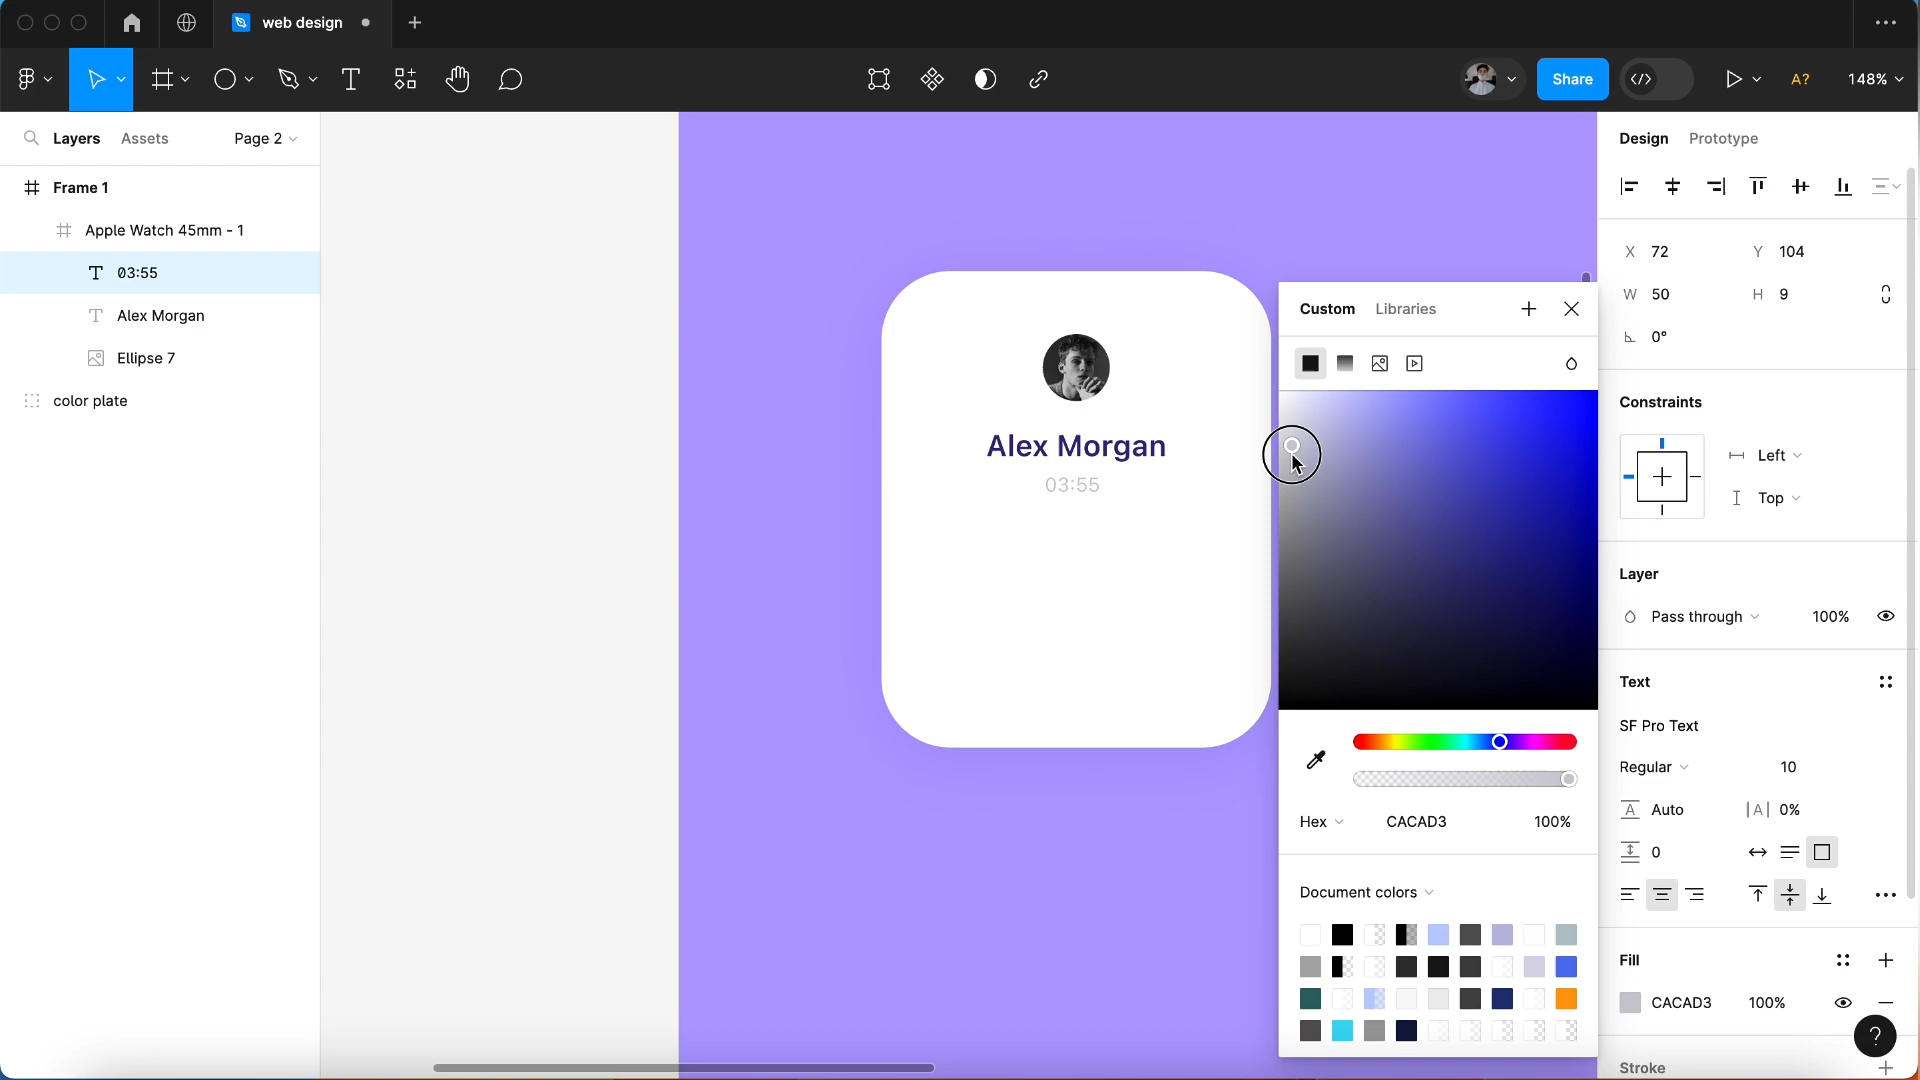 web design
Share
A?
148%
Layers
Assets
Page 2
Frame 1
Apple Watch 45mm - 1
03:55
Alex Morgan
Ellipse 7
color plate
Alex Morgan
03:55
Custom
Libraries
Hex
CACAD3
100%
Document colors
Design
Prototype
X 72
Y 104
W 50
H 9
0°
Constraints
Left
Top
Layer
Pass through
100%
Text
SF Pro Text
Regular
10
A Auto
|A| 0%
0
Fill
CACAD3
100%
Stroke
?